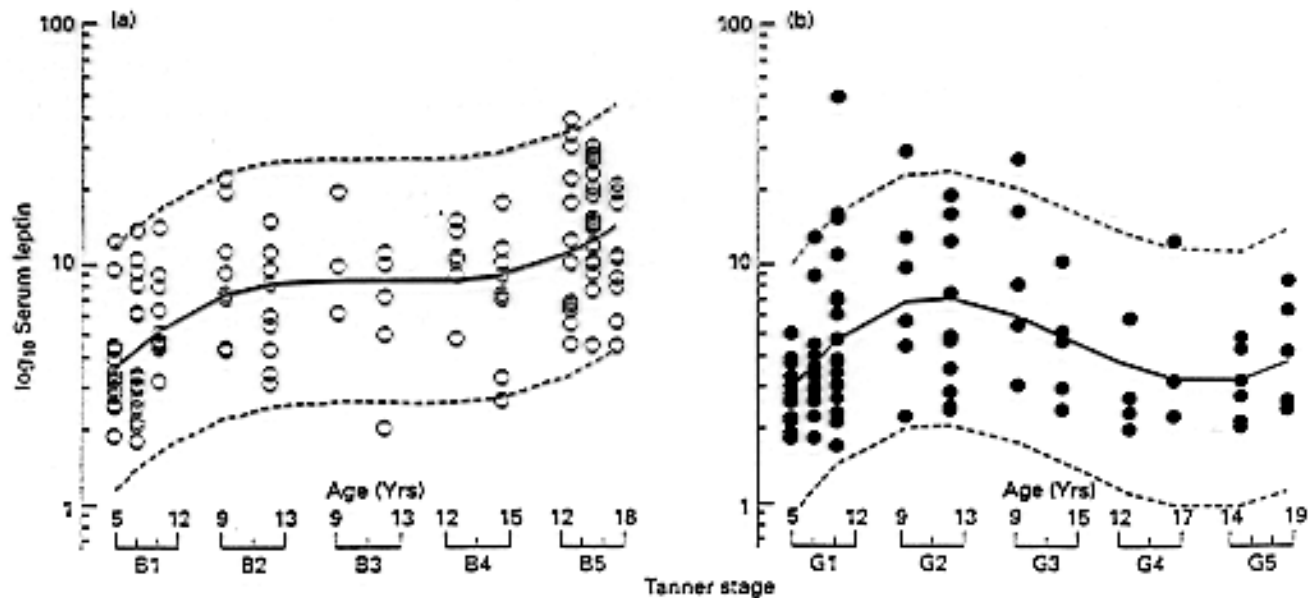 100 (a)
10
1
log10 Serum leptin
Age (Yrs)
5 12 9 13 9 13 12 15 12 18
B1 B2 B3 B4 B5
100 (b)
10
1
Age (Yrs)
5 12 9 13 9 15 12 17 14 19
G1 G2 G3 G4 G5
Tanner stage